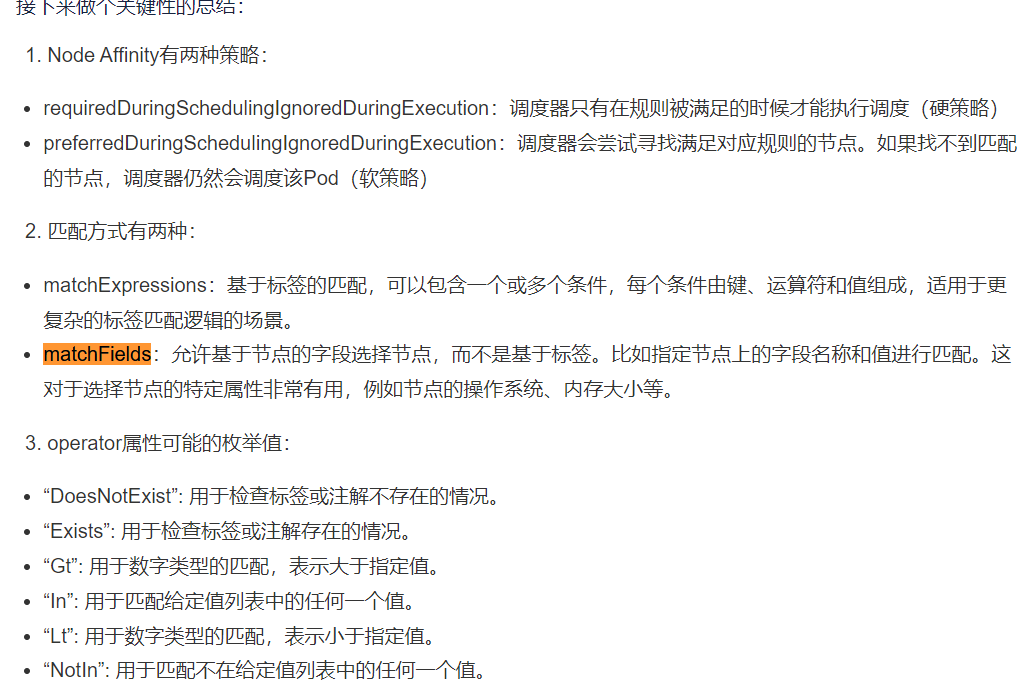 接下来做个关键性的总结：
1. Node Affinity有两种策略：
• requiredDuringSchedulingIgnoredDuringExecution：调度器只有在规则被满足的时候才能执行调度（硬策略）
• preferredDuringSchedulingIgnoredDuringExecution：调度器会尝试寻找满足对应规则的节点。如果找不到匹配
的节点，调度器仍然会调度该Pod（软策略）
2. 匹配方式有两种：
• matchExpressions：基于标签的匹配，可以包含一个或多个条件，每个条件由键、运算符和值组成，适用于更
复杂的标签匹配逻辑的场景。
• matchFields：允许基于节点的字段选择节点，而不是基于标签。比如指定节点上的字段名称和值进行匹配。这
对于选择节点的特定属性非常有用，例如节点的操作系统、内存大小等。
3. operator属性可能的枚举值：
• “DoesNotExist”: 用于检查标签或注解不存在的情况。
• “Exists”: 用于检查标签或注解存在的情况。
• “Gt”: 用于数字类型的匹配，表示大于指定值。
• “In”: 用于匹配给定值列表中的任何一个值。
• “Lt”: 用于数字类型的匹配，表示小于指定值。
• “NotIn”: 用于匹配不在给定值列表中的任何一个值。